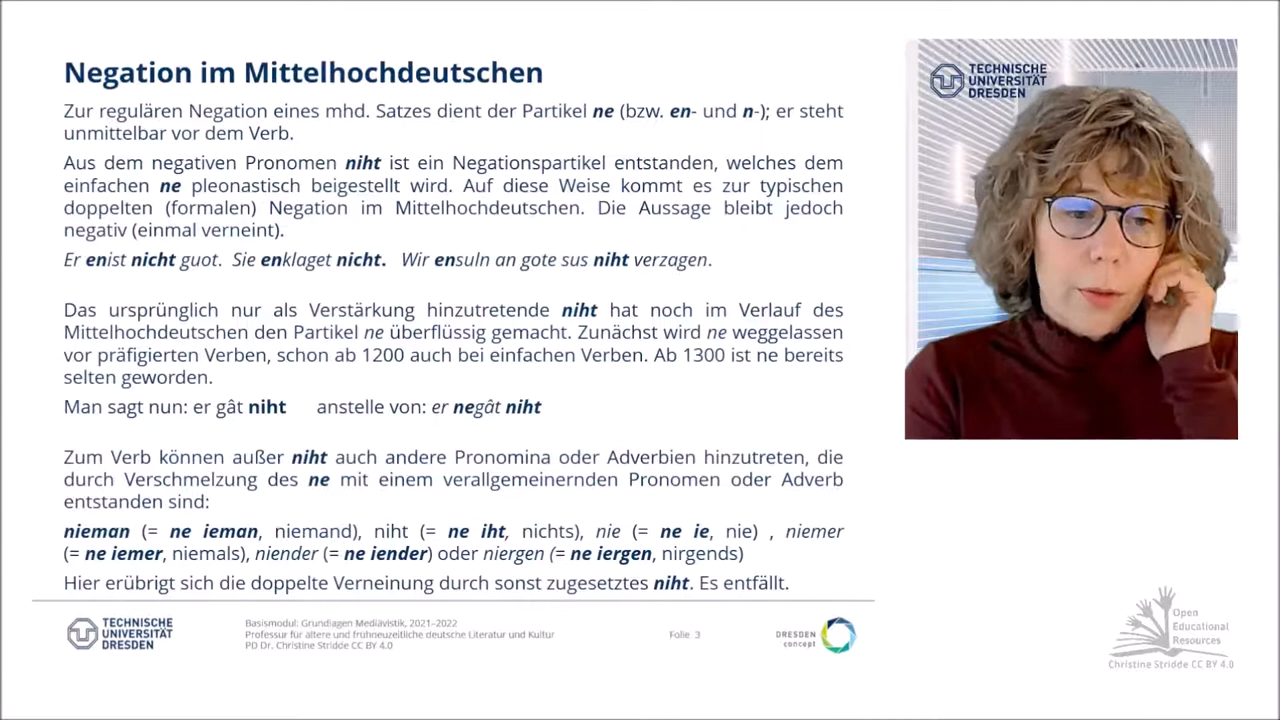 Negation im Mittelhochdeutschen
Zur regulären Negation eines mhd. Satzes dient der Partikel ne (bzw. en- und n-); er steht
unmittelbar vor dem Verb.
Aus dem negativen Pronomen niht ist ein Negationspartikel entstanden, welches dem
einfachen ne pleonastisch beigestellt wird. Auf diese Weise kommt es zur typischen
doppelten (formalen) Negation im Mittelhochdeutschen. Die Aussage bleibt jedoch
negativ (einmal verneint).
Er enist nicht guot. Sie enklaget nicht. Wir ensuln an gote sus niht verzagen.
Das ursprünglich nur als Verstärkung hinzutretende niht hat noch im Verlauf des
Mittelhochdeutschen den Partikel ne überflüssig gemacht. Zunächst wird ne weggelassen
vor präfigierten Verben, schon ab 1200 auch bei einfachen Verben. Ab 1300 ist ne bereits
selten geworden.
Man sagt nun: er gât niht anstelle von: er negât niht
Zum Verb können außer niht auch andere Pronomina oder Adverbien hinzutreten, die
durch Verschmelzung des ne mit einem verallgemeinernden Pronomen oder Adverb
entstanden sind:
nieman (= ne ieman, niemand), niht (= ne iht, nichts), nie (= ne ie, nie) , niemer
(= ne iemer, niemals), niender (= ne iender) oder niergen (= ne iergen, nirgends)
Hier erübrigt sich die doppelte Verneinung durch sonst zugesetztes niht. Es entfällt.
TECHNISCHE
UNIVERSITÄT
DRESDEN
Basismodul: Grundlagen Mediävistik, 2021–2022
Professur für ältere und frühneuzeitliche deutsche Literatur und Kultur
PD Dr. Christine Stridde CC BY 4.0
Folie 3
DRESDEN
concept
TECHNISCHE
UNIVERSITÄT
DRESDEN
Open
Educational
Resources
Christine Stridde CC BY 4.0